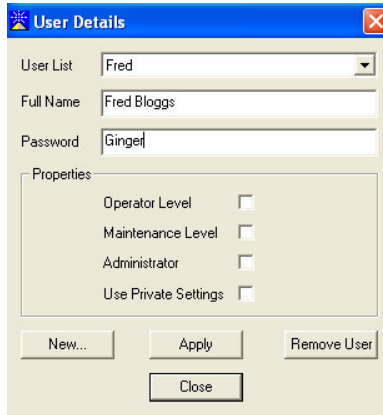 User Details
User List Fred
Full Name Fred Bloggs
Password Ginger
Properties
Operator Level
Maintenance Level
Administrator
Use Private Settings
New... Apply Remove User
Close